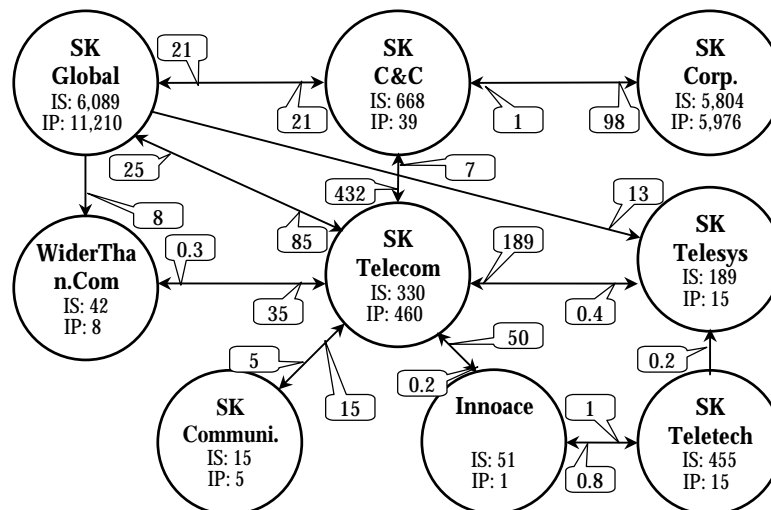 SK
Global
IS: 6,089
IP: 11,210
21
21
SK
C&C
IS: 668
IP: 39
1
98
SK
Corp.
IS: 5,804
IP: 5,976
25
7
432
13
8
85
WiderTha
n.Com
IS: 42
IP: 8
0.3
35
SK
Telecom
IS: 330
IP: 460
189
0.4
SK
Telesys
IS: 189
IP: 15
5
15
50
0.2
0.2
SK
Communi.
IS: 15
IP: 5
Innoace
IS: 51
IP: 1
1
0.8
SK
Teletech
IS: 455
IP: 15